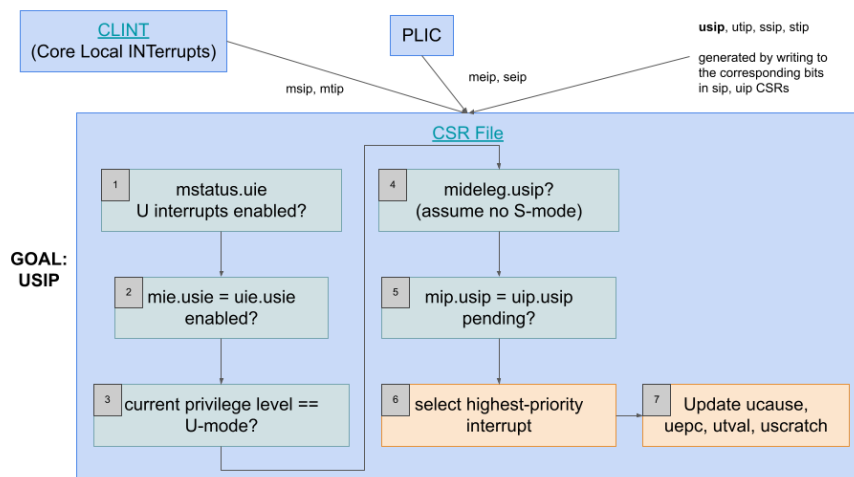 CLINT
(Core Local INTerrupts)
PLIC
usip, utip, ssip, stip
generated by writing to
the corresponding bits
in sip, uip CSRs
msip, mtip
meip, seip
CSR File
GOAL:
USIP
1
mstatus.uie
U interrupts enabled?
2
mie.usie = uie.usie
enabled?
3
current privilege level ==
U-mode?
4
mideleg.usip?
(assume no S-mode)
5
mip.usip = uip.usip
pending?
6
select highest-priority
interrupt
7
Update ucause,
uepc, utval, uscratch